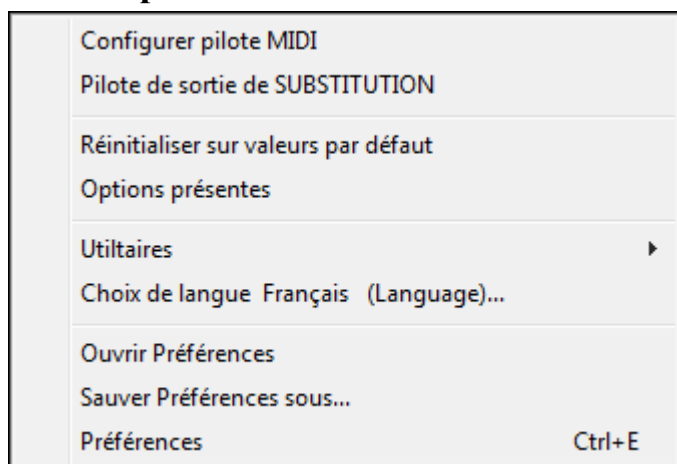 Configurer pilote MIDI
Pilote de sortie de SUBSTITUTION
Réinitialiser sur valeurs par défaut
Options présentes
Utiltaires
Choix de langue Français (Language)...
Ouvrir Préférences
Sauver Préférences sous...
Préférences Ctrl+E